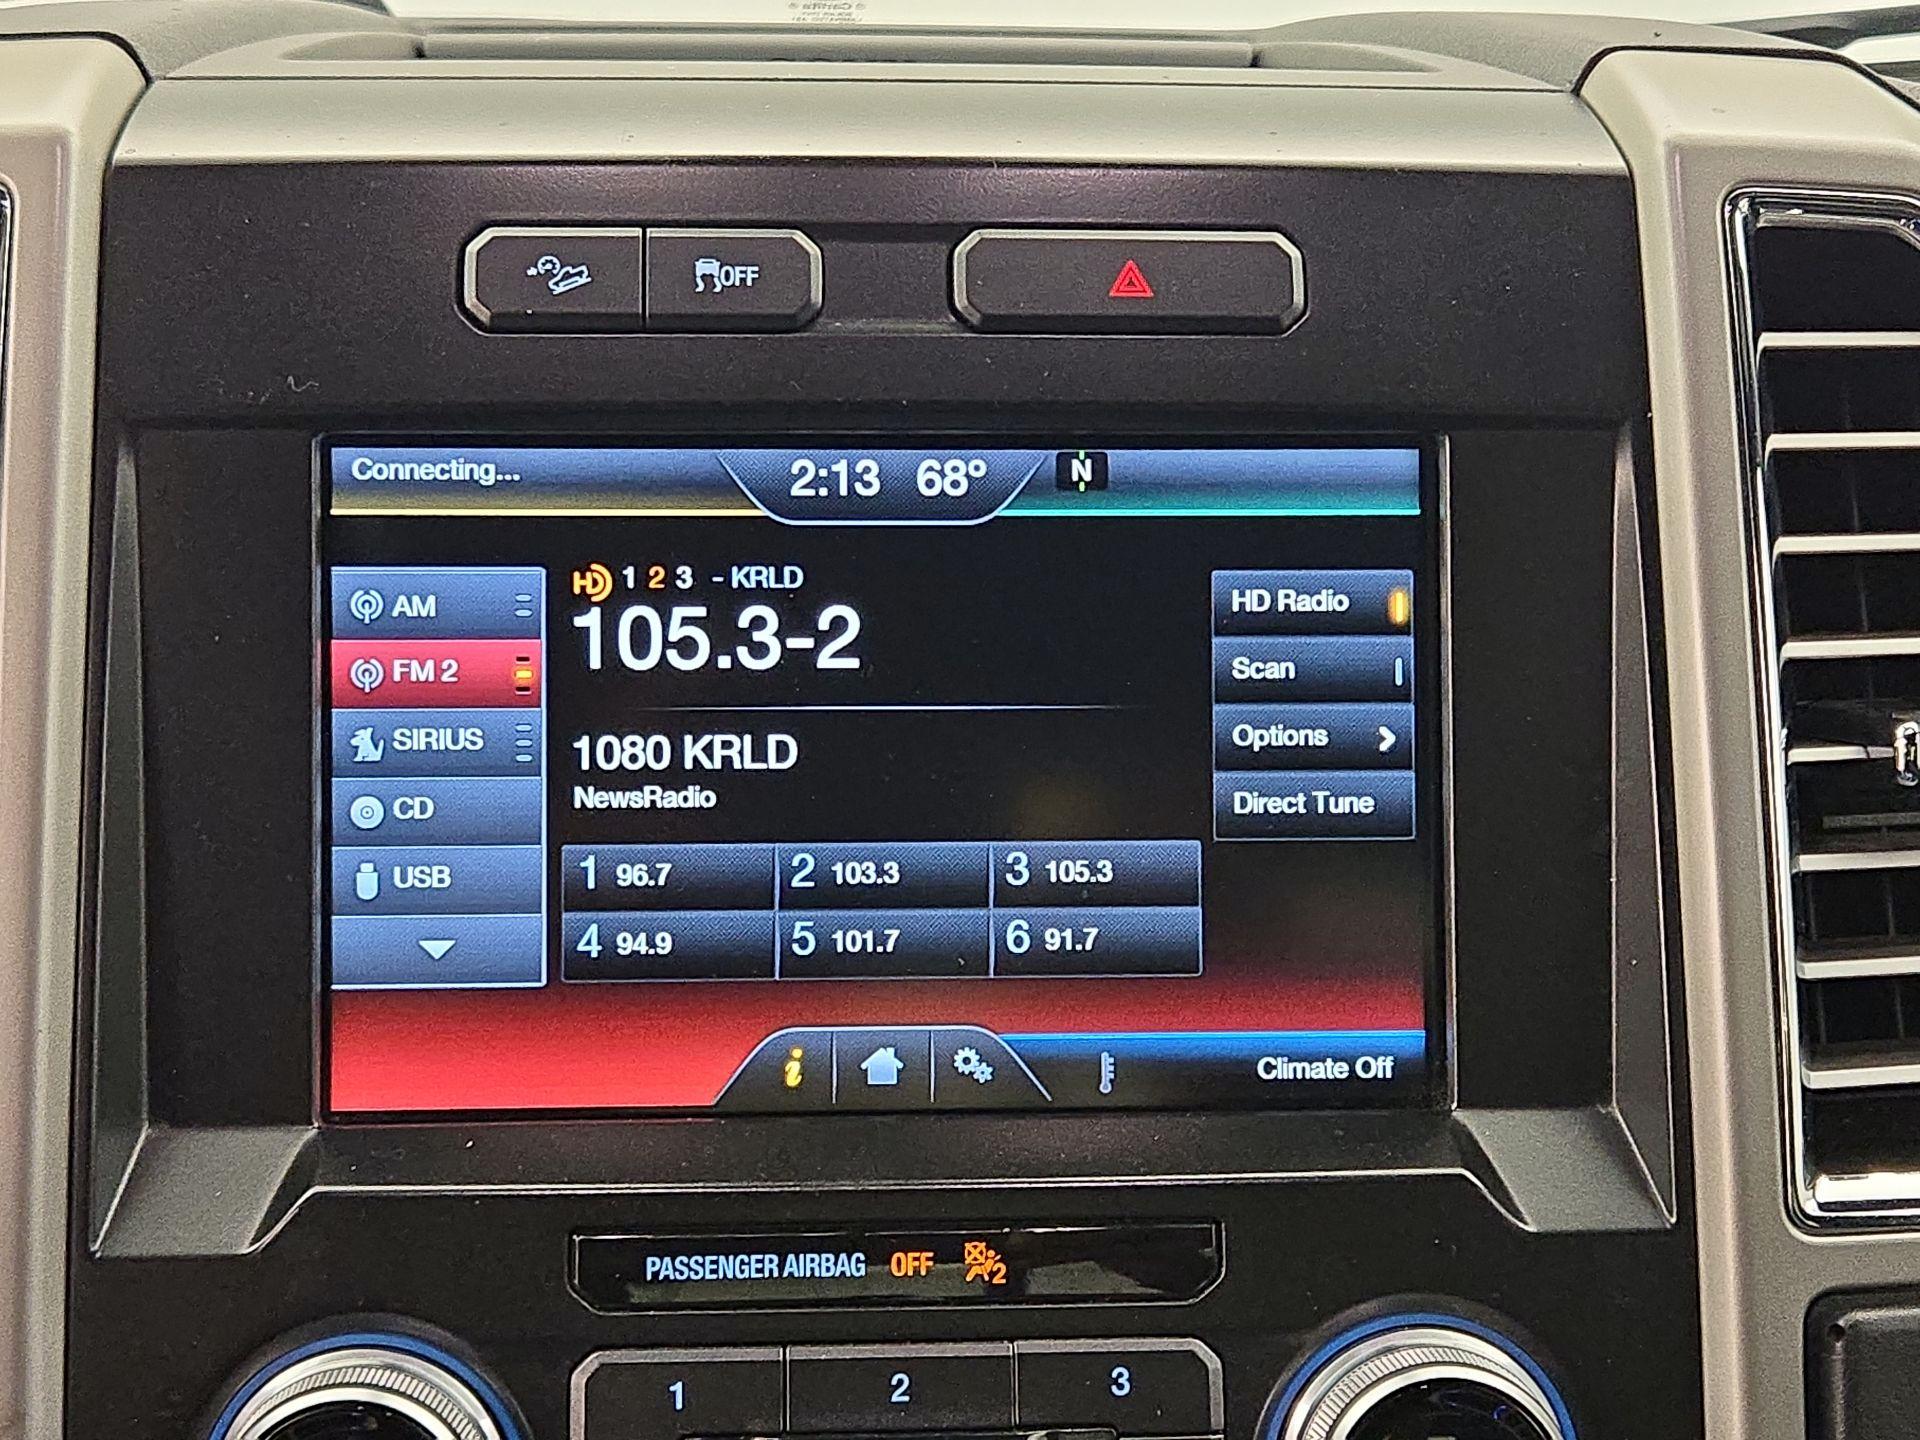 OFF
Connecting...
2:13 68°
N
AM
FM 2
SIRIUS
CD
USB
HD 1 2 3 - KRLD
105.3-2
1080 KRLD
NewsRadio
1 96.7
2 103.3
3 105.3
4 94.9
5 101.7
6 91.7
HD Radio
Scan
Options
Direct Tune
i
Climate Off
PASSENGER AIRBAG OFF 2
1 2 3